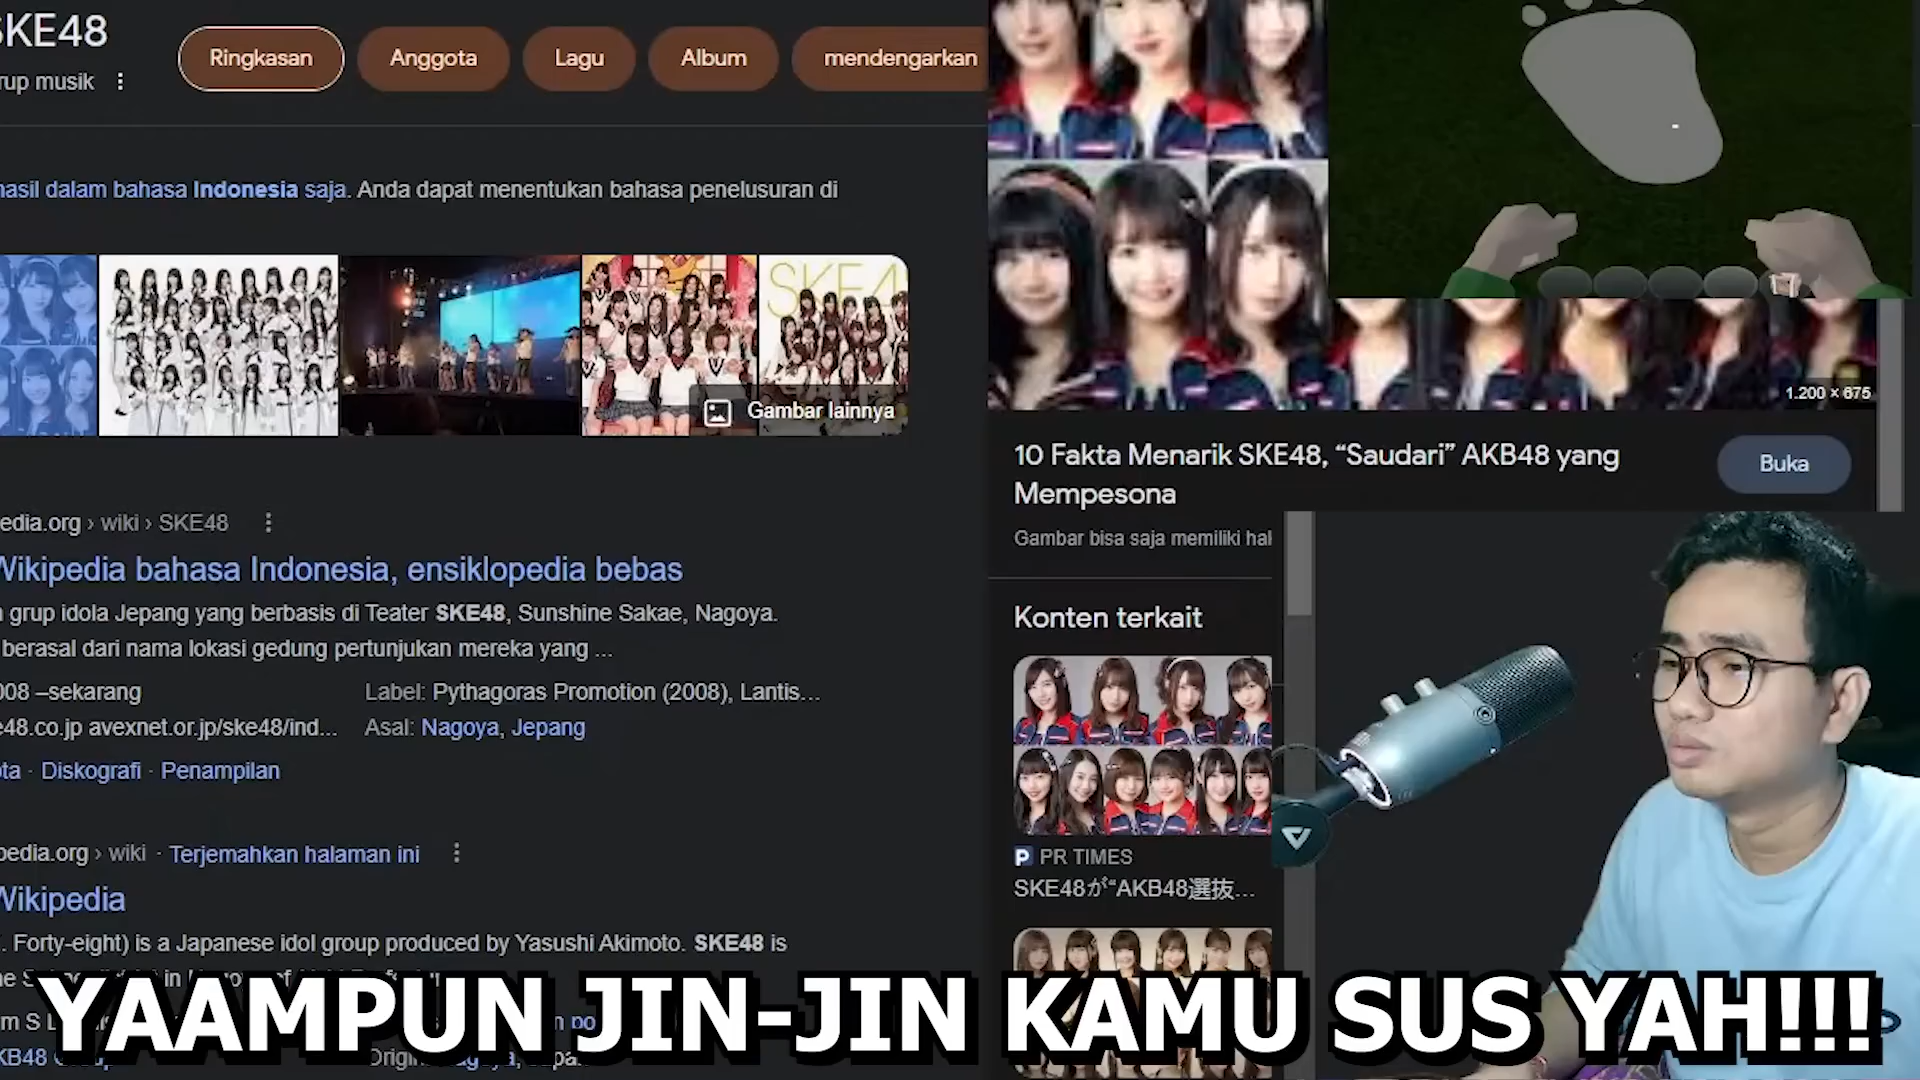 SKE48
rup musik
Ringkasan
Anggota
Lagu
Album
mendengarkan
hasil dalam bahasa Indonesia saja. Anda dapat menentukan bahasa penelusuran di
SKE4
Gambar lainnya
edia.org › wiki › SKE48
Wikipedia bahasa Indonesia, ensiklopedia bebas
grup idola Jepang yang berbasis di Teater SKE48, Sunshine Sakae, Nagoya.
berasal dari nama lokasi gedung pertunjukan mereka yang ...
008 –sekarang
Label: Pythagoras Promotion (2008), Lantis...
e48.co.jp avexnet.or.jp/ske48/ind...
Asal: Nagoya, Jepang
ota · Diskografi · Penampilan
pedia.org › wiki · Terjemahkan halaman ini
Wikipedia
. Forty-eight) is a Japanese idol group produced by Yasushi Akimoto. SKE48 is
1.200 × 675
10 Fakta Menarik SKE48, “Saudari” AKB48 yang
Mempesona
Buka
Gambar bisa saja memiliki hak
Konten terkait
PR TIMES
SKE48が“AKB48選抜...
YAAMPUN JIN-JIN KAMU SUS YAH!!!